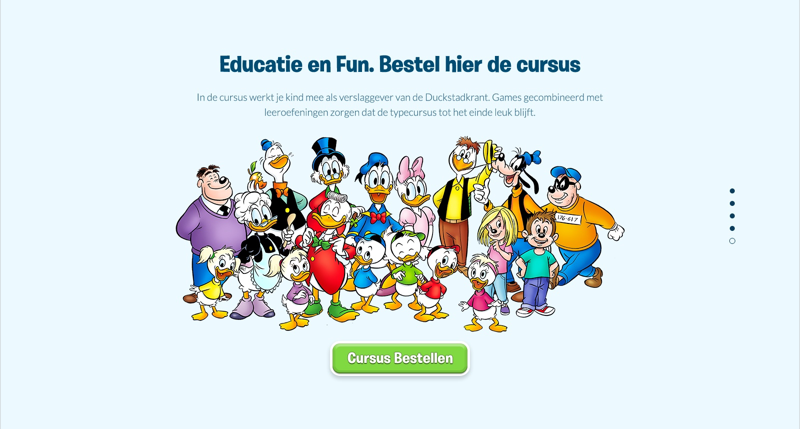 Educatie en Fun. Bestel hier de cursus
In de cursus werkt je kind mee als verslaggever van de Duckstadkrant. Games gecombineerd met
leeroefeningen zorgen dat de typecursus tot het einde leuk blijft.
176-617
Cursus Bestellen